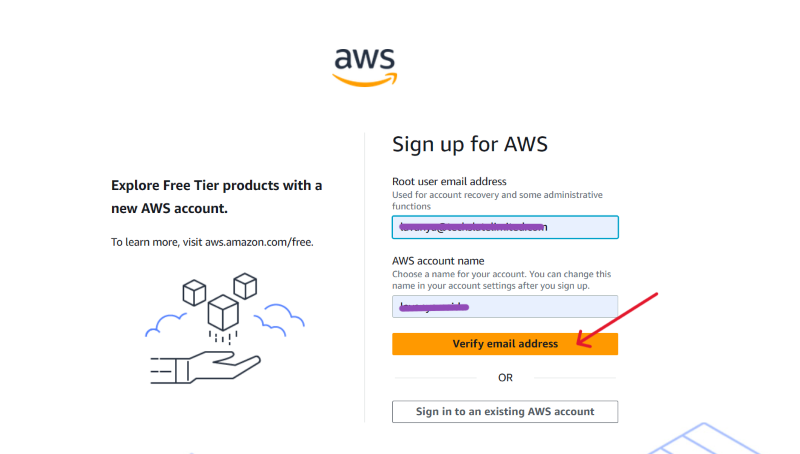 aws
Explore Free Tier products with a
new AWS account.
To learn more, visit aws.amazon.com/free.
Sign up for AWS
Root user email address
Used for account recovery and some administrative
functions
AWS account name
Choose a name for your account. You can change this
name in your account settings after you sign up.
Verify email address
OR
Sign in to an existing AWS account